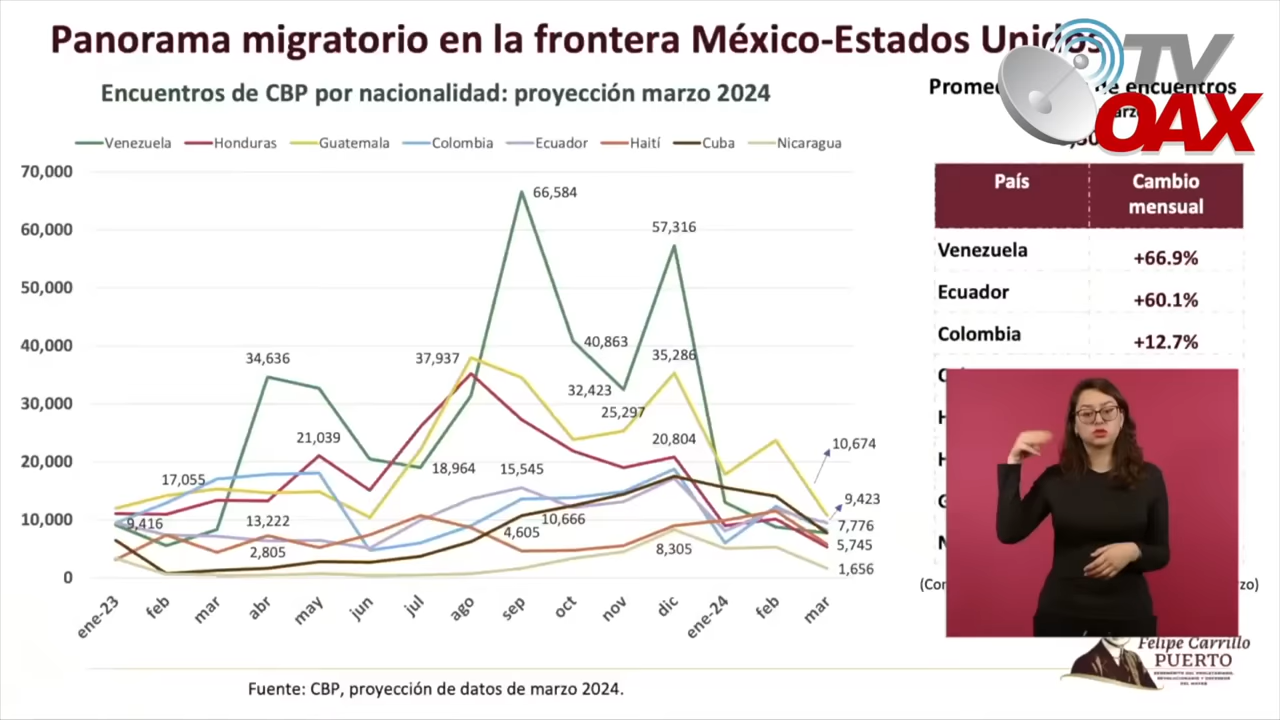 Panorama migratorio en la frontera México-Estados Unidos
TV
OAX
Encuentros de CBP por nacionalidad: proyección marzo 2024
encuentros
Venezuela Honduras Guatemala Colombia Ecuador Haití Cuba Nicaragua
70,000
60,000
50,000
40,000
30,000
20,000
10,000
0
66,584
57,316
40,863
34,636
37,937
35,286
32,423
25,297
21,039
20,804
10,674
17,055
18,964
15,545
9,423
9,416
13,222
10,666
7,776
4,605
2,805
8,305
5,745
1,656
ene-23 feb mar abr may jun jul ago sep oct nov dic ene-24 feb mar
País Cambio mensual
Venezuela +66.9%
Ecuador +60.1%
Colombia +12.7%
Fuente: CBP, proyección de datos de marzo 2024.
Felipe Carrillo
PUERTO